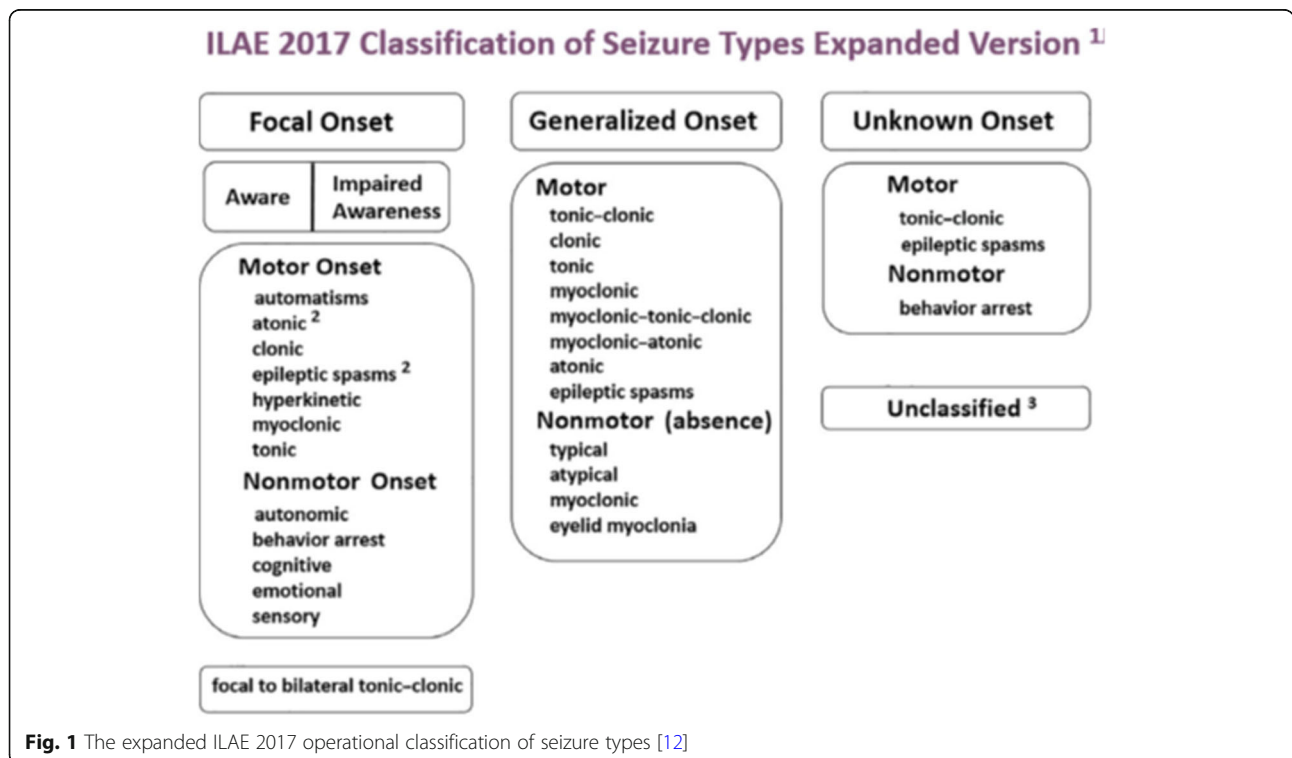 ILAE 2017 Classification of Seizure Types Expanded Version 1
Focal Onset
Aware
Impaired
Awareness
Motor Onset
automatisms
atonic 2
clonic
epileptic spasms 2
hyperkinetic
myoclonic
tonic
Nonmotor Onset
autonomic
behavior arrest
cognitive
emotional
sensory
focal to bilateral tonic–clonic
Generalized Onset
Motor
tonic–clonic
clonic
tonic
myoclonic
myoclonic–tonic–clonic
myoclonic–atonic
atonic
epileptic spasms
Nonmotor (absence)
typical
atypical
myoclonic
eyelid myoclonia
Unknown Onset
Motor
tonic–clonic
epileptic spasms
Nonmotor
behavior arrest
Unclassified 3
Fig. 1 The expanded ILAE 2017 operational classification of seizure types [12]